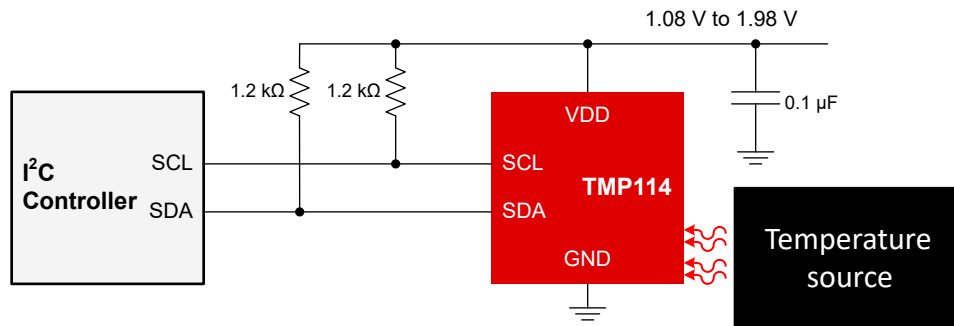 1.08 V to 1.98 V
1.2 kΩ
1.2 kΩ
0.1 µF
VDD
I²C
Controller
SCL
SDA
SCL
SDA
TMP114
GND
Temperature
source